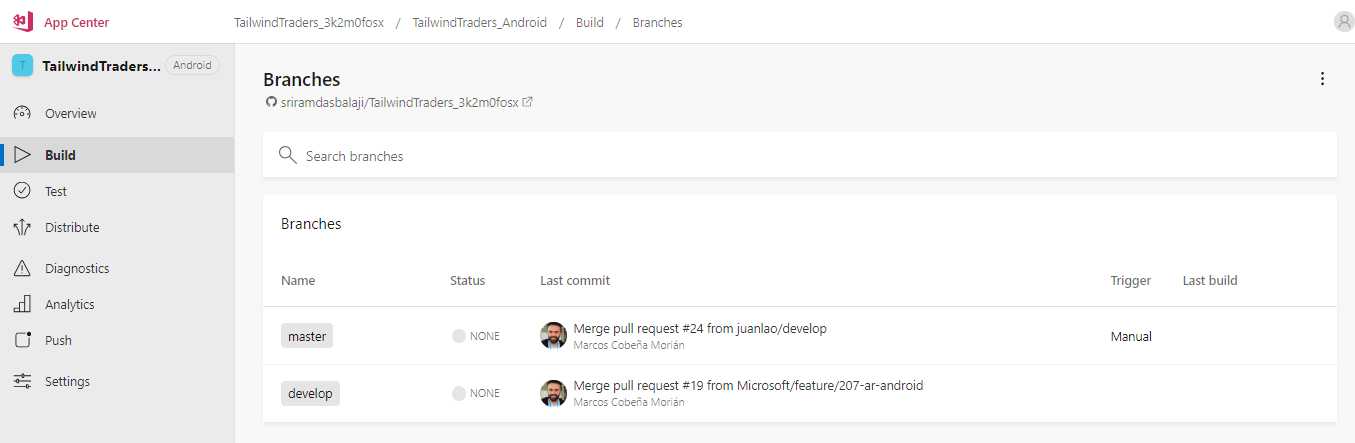 App Center
TailwindTraders_3k2m0fosx / TailwindTraders_Android / Build / Branches
T TailwindTraders... Android
Overview
Build
Test
Distribute
Diagnostics
Analytics
Push
Settings
Branches
sriramdasbalaji/TailwindTraders_3k2m0fosx
Search branches
Branches
Name Status Last commit Trigger Last build
master NONE Merge pull request #24 from juanlao/develop Manual
Marcos Cobeña Morián
develop NONE Merge pull request #19 from Microsoft/feature/207-ar-android
Marcos Cobeña Morián